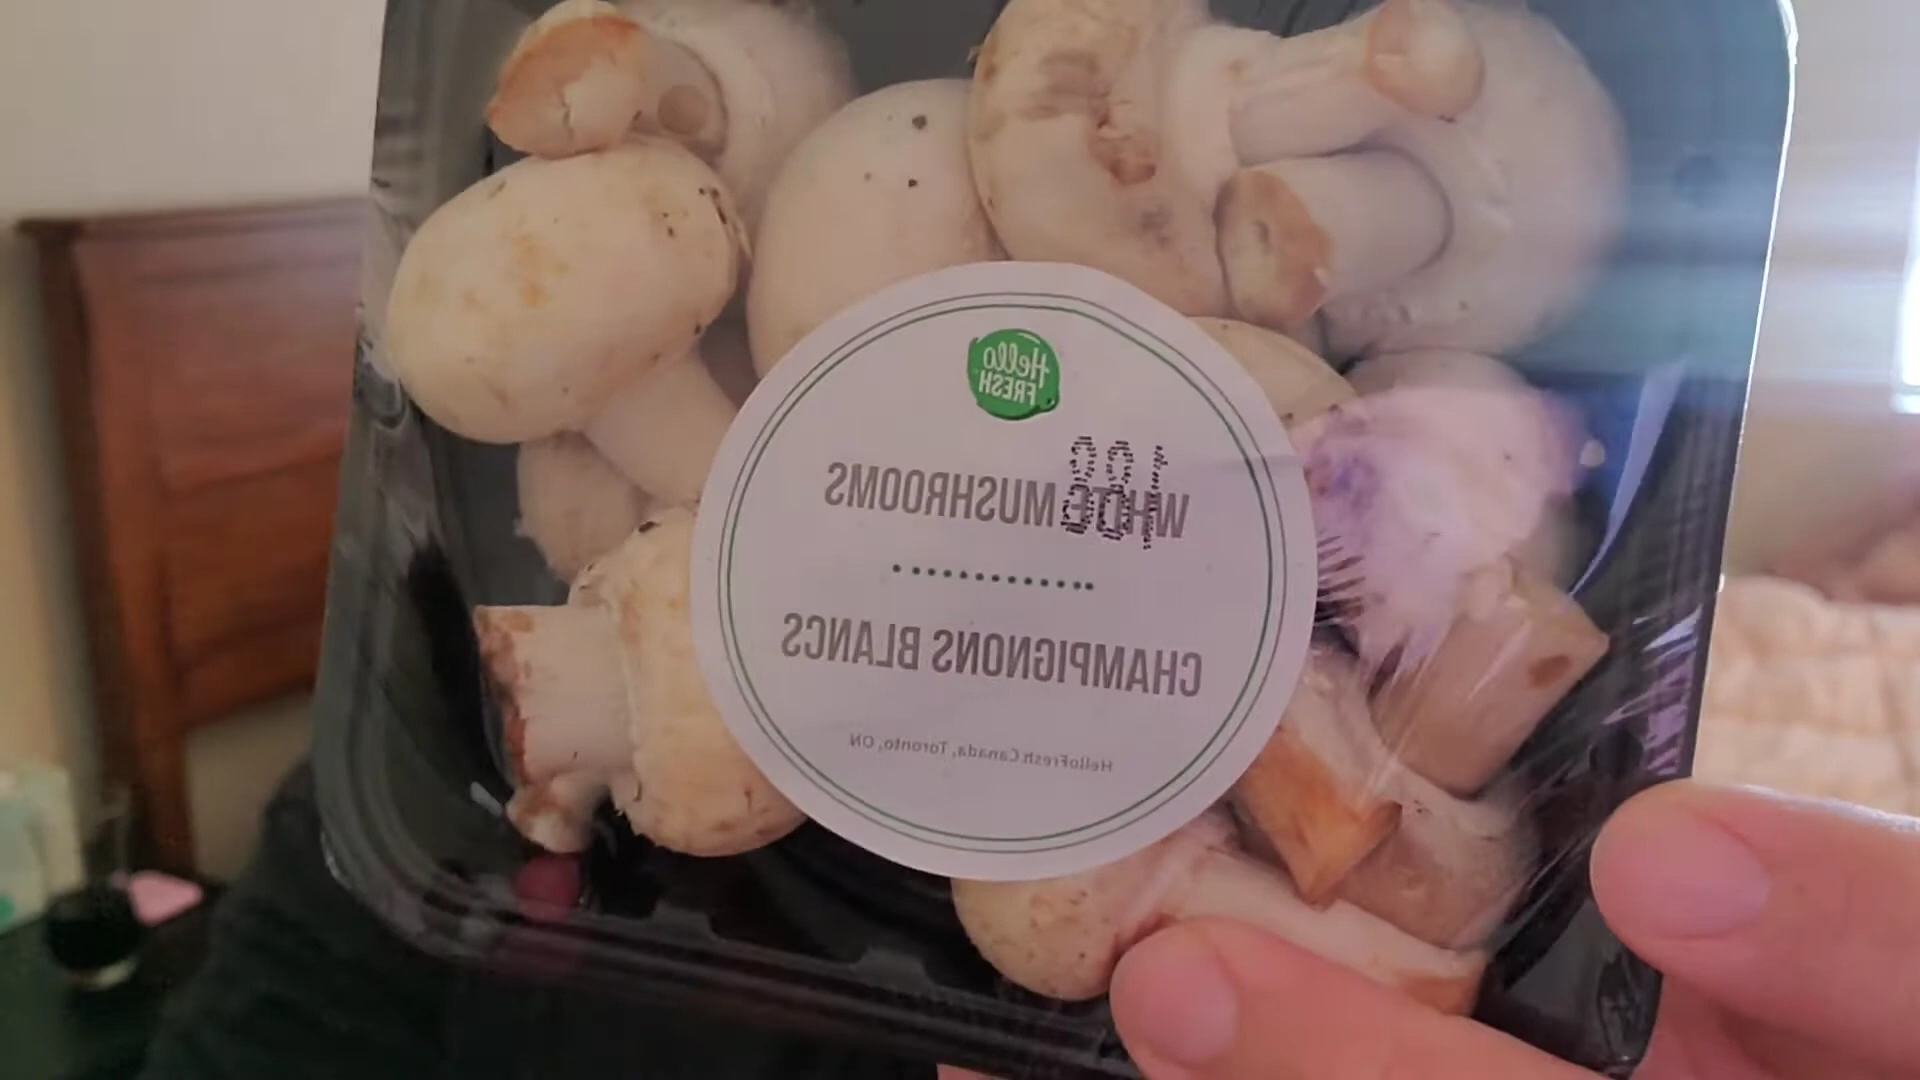 Hello
FRESH
WHITE MUSHROOMS
CHAMPIGNONS BLANCS
HelloFresh Canada, Toronto, ON